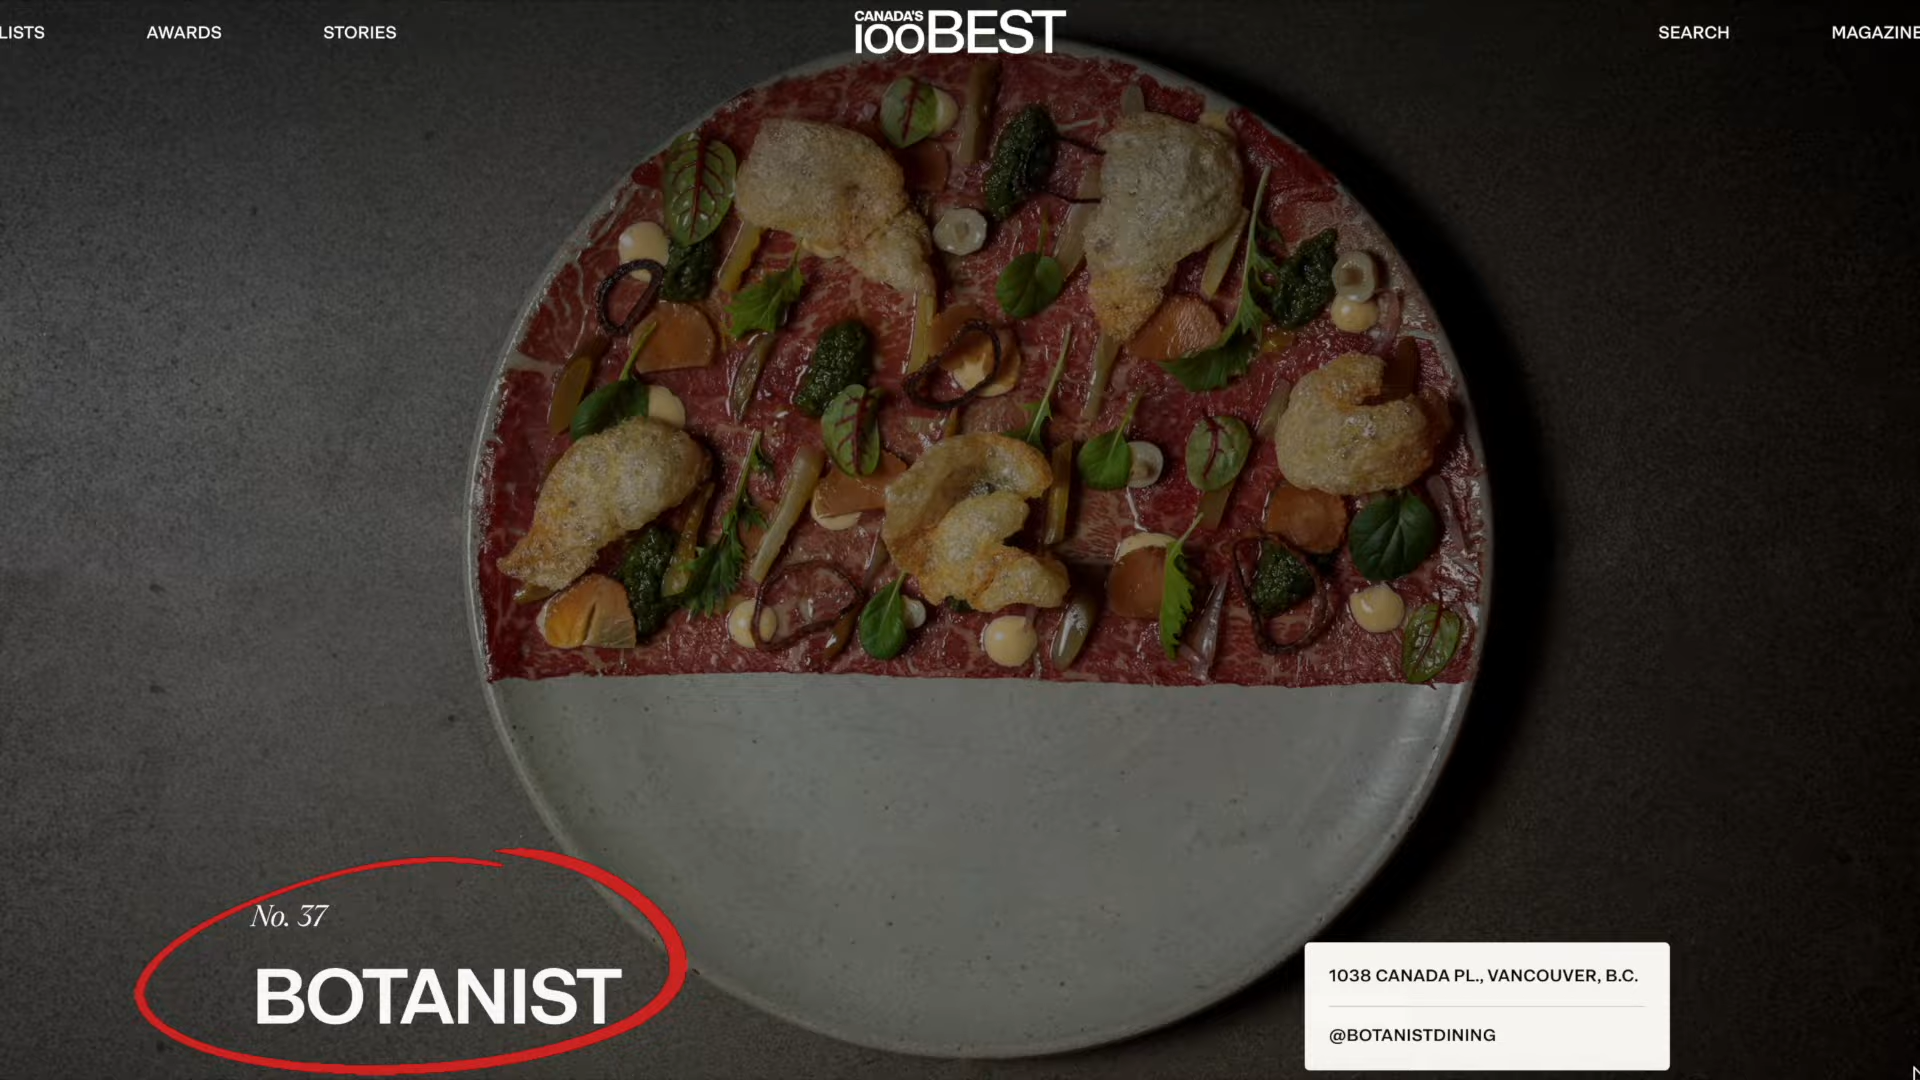 LISTS
AWARDS
STORIES
CANADA'S
100BEST
SEARCH
MAGAZINE
No. 37
BOTANIST
1038 CANADA PL., VANCOUVER, B.C.
@BOTANISTDINING